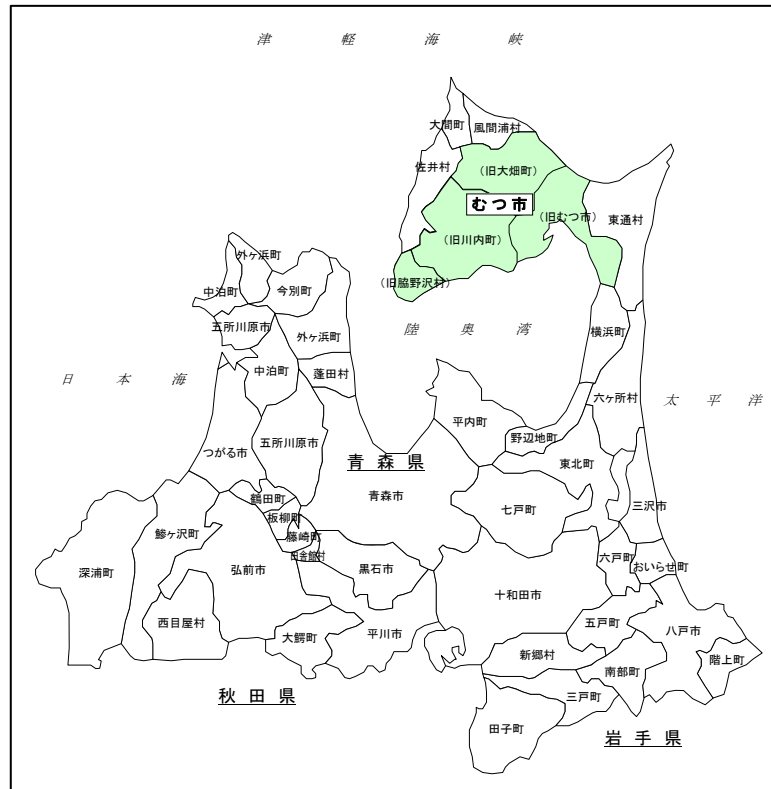 津軽海峡
大間町
風間浦村
佐井村
(旧大畑町)
むつ市
(旧むつ市)
東通村
(旧川内町)
(旧脇野沢村)
外ヶ浜町
中泊町
今別町
五所川原市
外ヶ浜町
陸奥湾
横浜町
中泊町
蓬田村
日本海
六ヶ所村
太平洋
平内町
野辺地町
つがる市
五所川原市
青森県
東北町
青森市
鶴田町
七戸町
三沢市
板柳町
鰺ヶ沢町
藤崎町
田舎館村
六戸町
おいらせ町
深浦町
弘前市
黒石市
十和田市
西目屋村
大鰐町
平川市
五戸町
八戸市
新郷村
南部町
階上町
秋田県
三戸町
田子町
岩手県